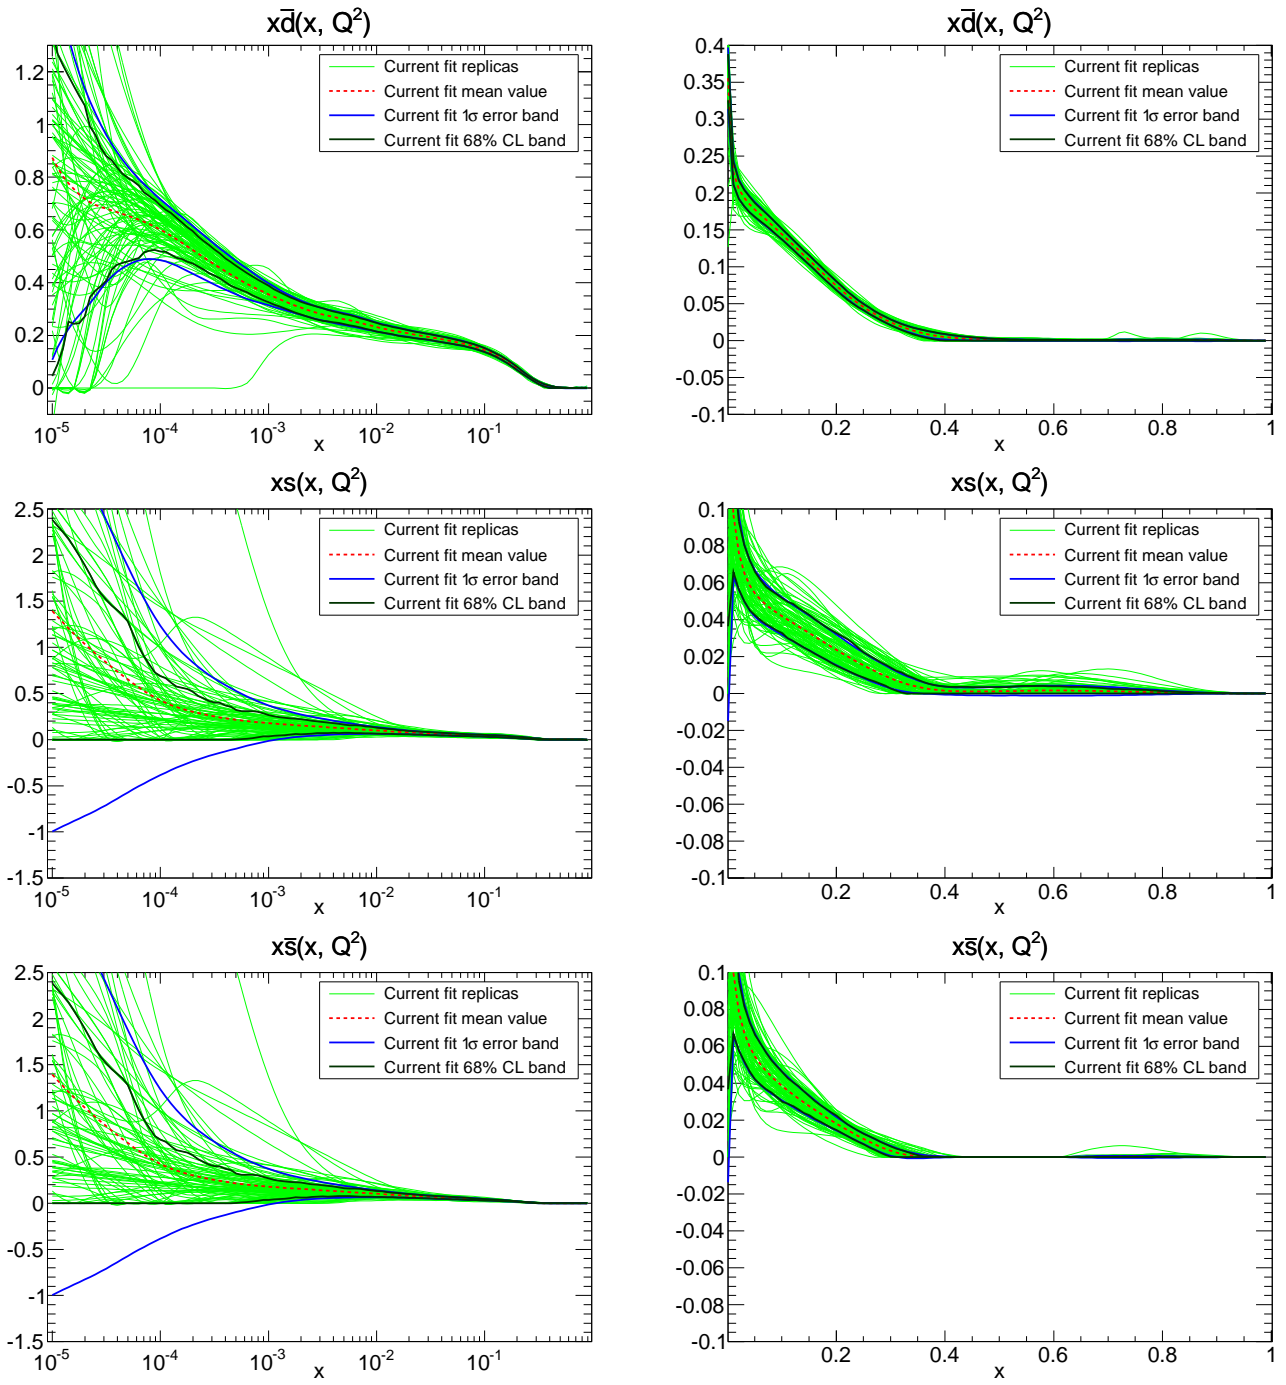 xd̅(x, Q²)
1.2
1
0.8
0.6
0.4
0.2
0
Current fit replicas
Current fit mean value
Current fit 1σ error band
Current fit 68% CL band
10⁻⁵ 10⁻⁴ 10⁻³ 10⁻² 10⁻¹
x
xd̅(x, Q²)
0.4
0.35
0.3
0.25
0.2
0.15
0.1
0.05
0
-0.05
-0.1
Current fit replicas
Current fit mean value
Current fit 1σ error band
Current fit 68% CL band
0.2 0.4 0.6 0.8 1
x
xs(x, Q²)
2.5
2
1.5
1
0.5
0
-0.5
-1
-1.5
Current fit replicas
Current fit mean value
Current fit 1σ error band
Current fit 68% CL band
10⁻⁵ 10⁻⁴ 10⁻³ 10⁻² 10⁻¹
x
xs(x, Q²)
0.1
0.08
0.06
0.04
0.02
0
-0.02
-0.04
-0.06
-0.08
-0.1
Current fit replicas
Current fit mean value
Current fit 1σ error band
Current fit 68% CL band
0.2 0.4 0.6 0.8 1
x
xs̅(x, Q²)
2.5
2
1.5
1
0.5
0
-0.5
-1
-1.5
Current fit replicas
Current fit mean value
Current fit 1σ error band
Current fit 68% CL band
10⁻⁵ 10⁻⁴ 10⁻³ 10⁻² 10⁻¹
x
xs̅(x, Q²)
0.1
0.08
0.06
0.04
0.02
0
-0.02
-0.04
-0.06
-0.08
-0.1
Current fit replicas
Current fit mean value
Current fit 1σ error band
Current fit 68% CL band
0.2 0.4 0.6 0.8 1
x